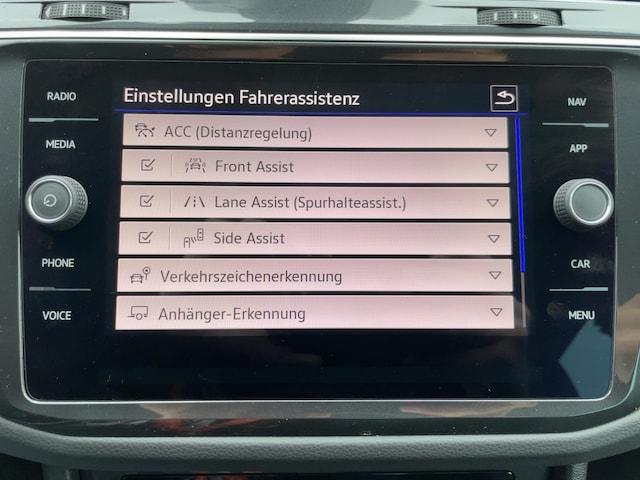 Einstellungen Fahrerassistenz
RADIO
MEDIA
PHONE
VOICE
ACC (Distanzregelung)
Front Assist
Lane Assist (Spurhalteassist.)
Side Assist
Verkehrszeichenerkennung
Anhänger-Erkennung
NAV
APP
CAR
MENU